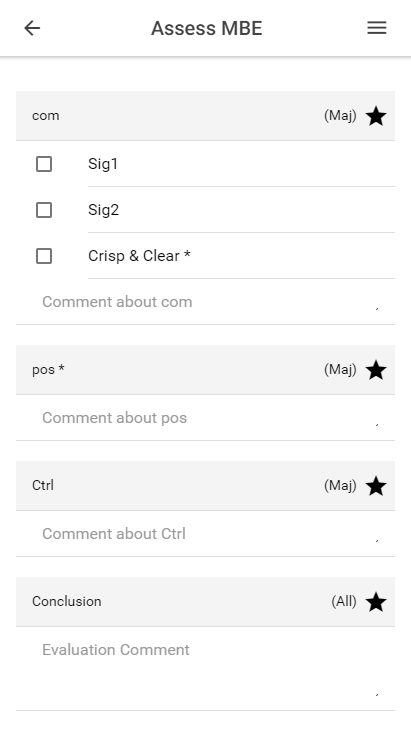 Assess MBE
com (Maj)
Sig1
Sig2
Crisp & Clear *
Comment about com
pos * (Maj)
Comment about pos
Ctrl (Maj)
Comment about Ctrl
Conclusion (All)
Evaluation Comment